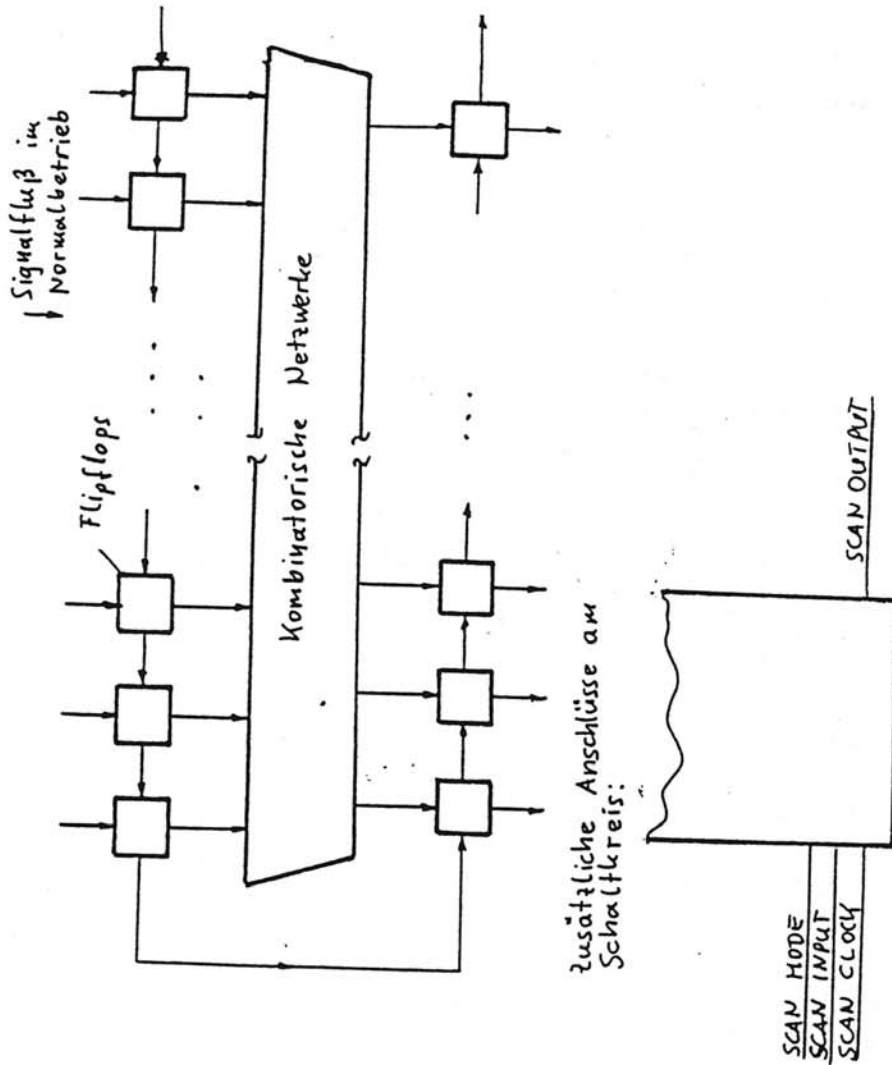 ↓ Signalfluß im
Normalbetrieb
Flipflops
Kombinatorische Netzwerke
zusätzliche Anschlüsse am
Schaltkreis:
SCAN MODE
SCAN INPUT
SCAN CLOCK
SCAN OUTPUT